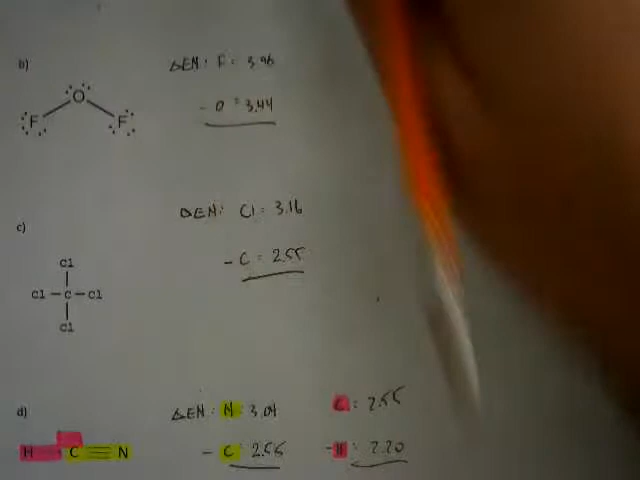 b)
ΔEN: F: 3.98
- O = 3.44
O
F F
c)
ΔEN: Cl: 3.16
- C = 2.55
Cl
Cl C Cl
Cl
d)
ΔEN: N: 3.04 C: 2.55
H C N
- C: 2.55 - H: 2.20